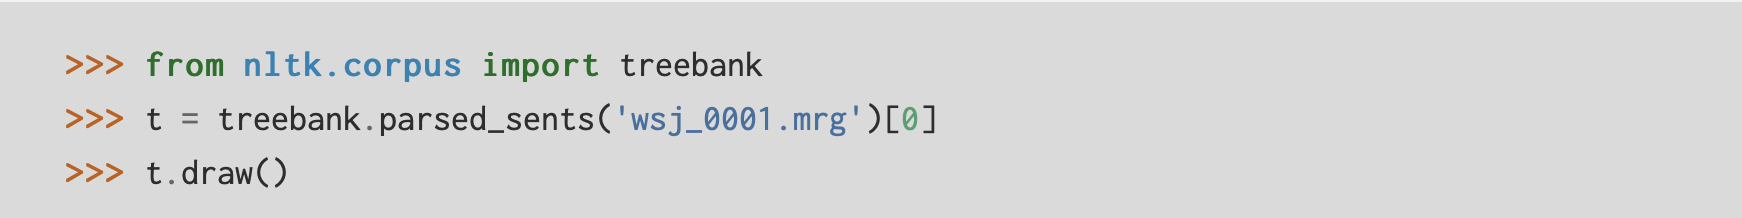 >>> from nltk.corpus import treebank
>>> t = treebank.parsed_sents('wsj_0001.mrg')[0]
>>> t.draw()